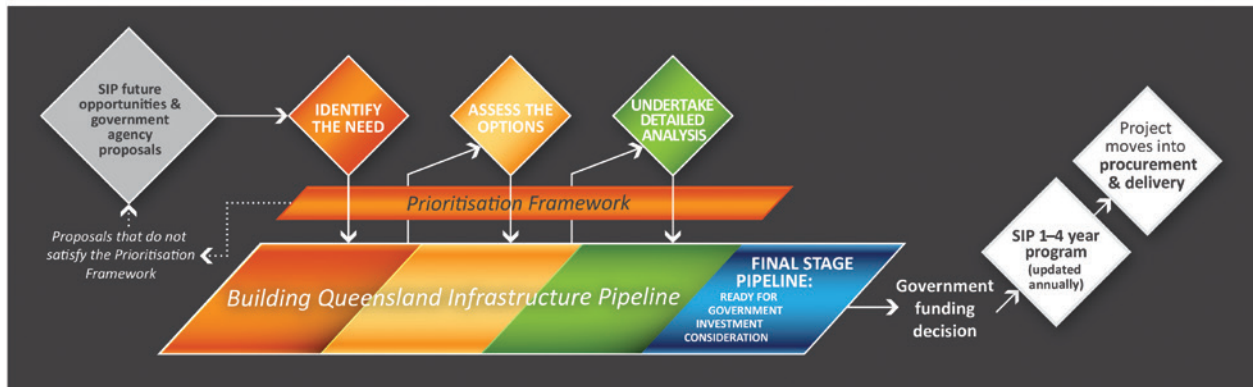 SIP future
opportunities &
government
agency
proposals
IDENTIFY
THE NEED
ASSESS THE
OPTIONS
UNDERTAKE
DETAILED
ANALYSIS
Prioritisation Framework
Proposals that do not
satisfy the Prioritisation
Framework
Building Queensland Infrastructure Pipeline
FINAL STAGE
PIPELINE:
READY FOR
GOVERNMENT
INVESTMENT
CONSIDERATION
Government
funding
decision
SIP 1–4 year
program
(updated
annually)
Project
moves into
procurement
& delivery